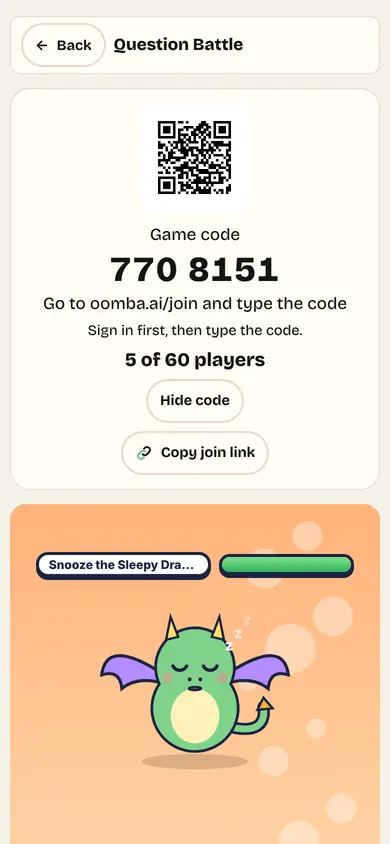 ← Back Question Battle
Game code
770 8151
Go to oomba.ai/join and type the code
Sign in first, then type the code.
5 of 60 players
Hide code
Copy join link
Snooze the Sleepy Dra...
z
z
z